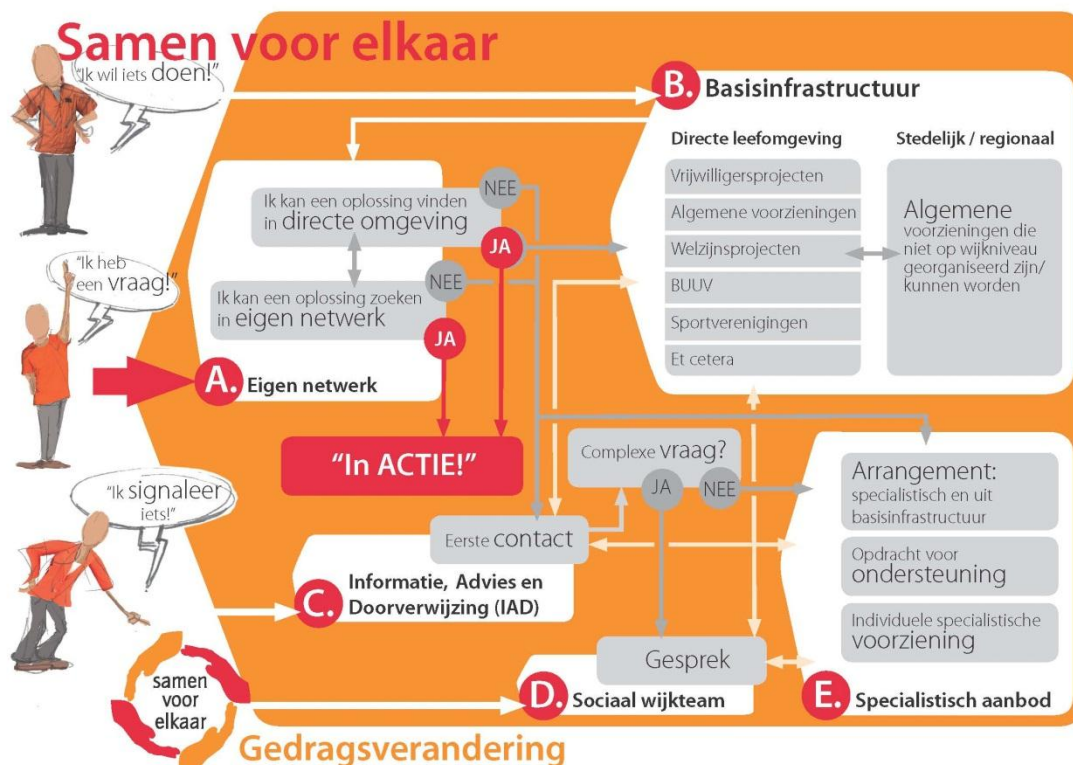 Samen voor elkaar
“Ik wil iets doen!”
B. Basisinfrastructuur
Directe leefomgeving
Vrijwilligersprojecten
Algemene voorzieningen
Welzijnsprojecten
BUUV
Sportverenigingen
Et cetera
Stedelijk / regionaal
Algemene
voorzieningen die
niet op wijkniveau
georganiseerd zijn/
kunnen worden
Ik kan een oplossing vinden
in directe omgeving
NEE
JA
“Ik heb
een vraag!”
Ik kan een oplossing zoeken
in eigen netwerk
NEE
JA
A. Eigen netwerk
“In ACTIE!”
Complexe vraag?
JA
NEE
“Ik signaleer
iets!”
Eerste contact
C. Informatie, Advies en
Doorverwijzing (IAD)
Arrangement:
specialistisch en uit
basisinfrastructuur
Opdracht voor
ondersteuning
Individuele specialistische
voorziening
E. Specialistisch aanbod
Gesprek
D. Sociaal wijkteam
samen
voor
elkaar
Gedragsverandering